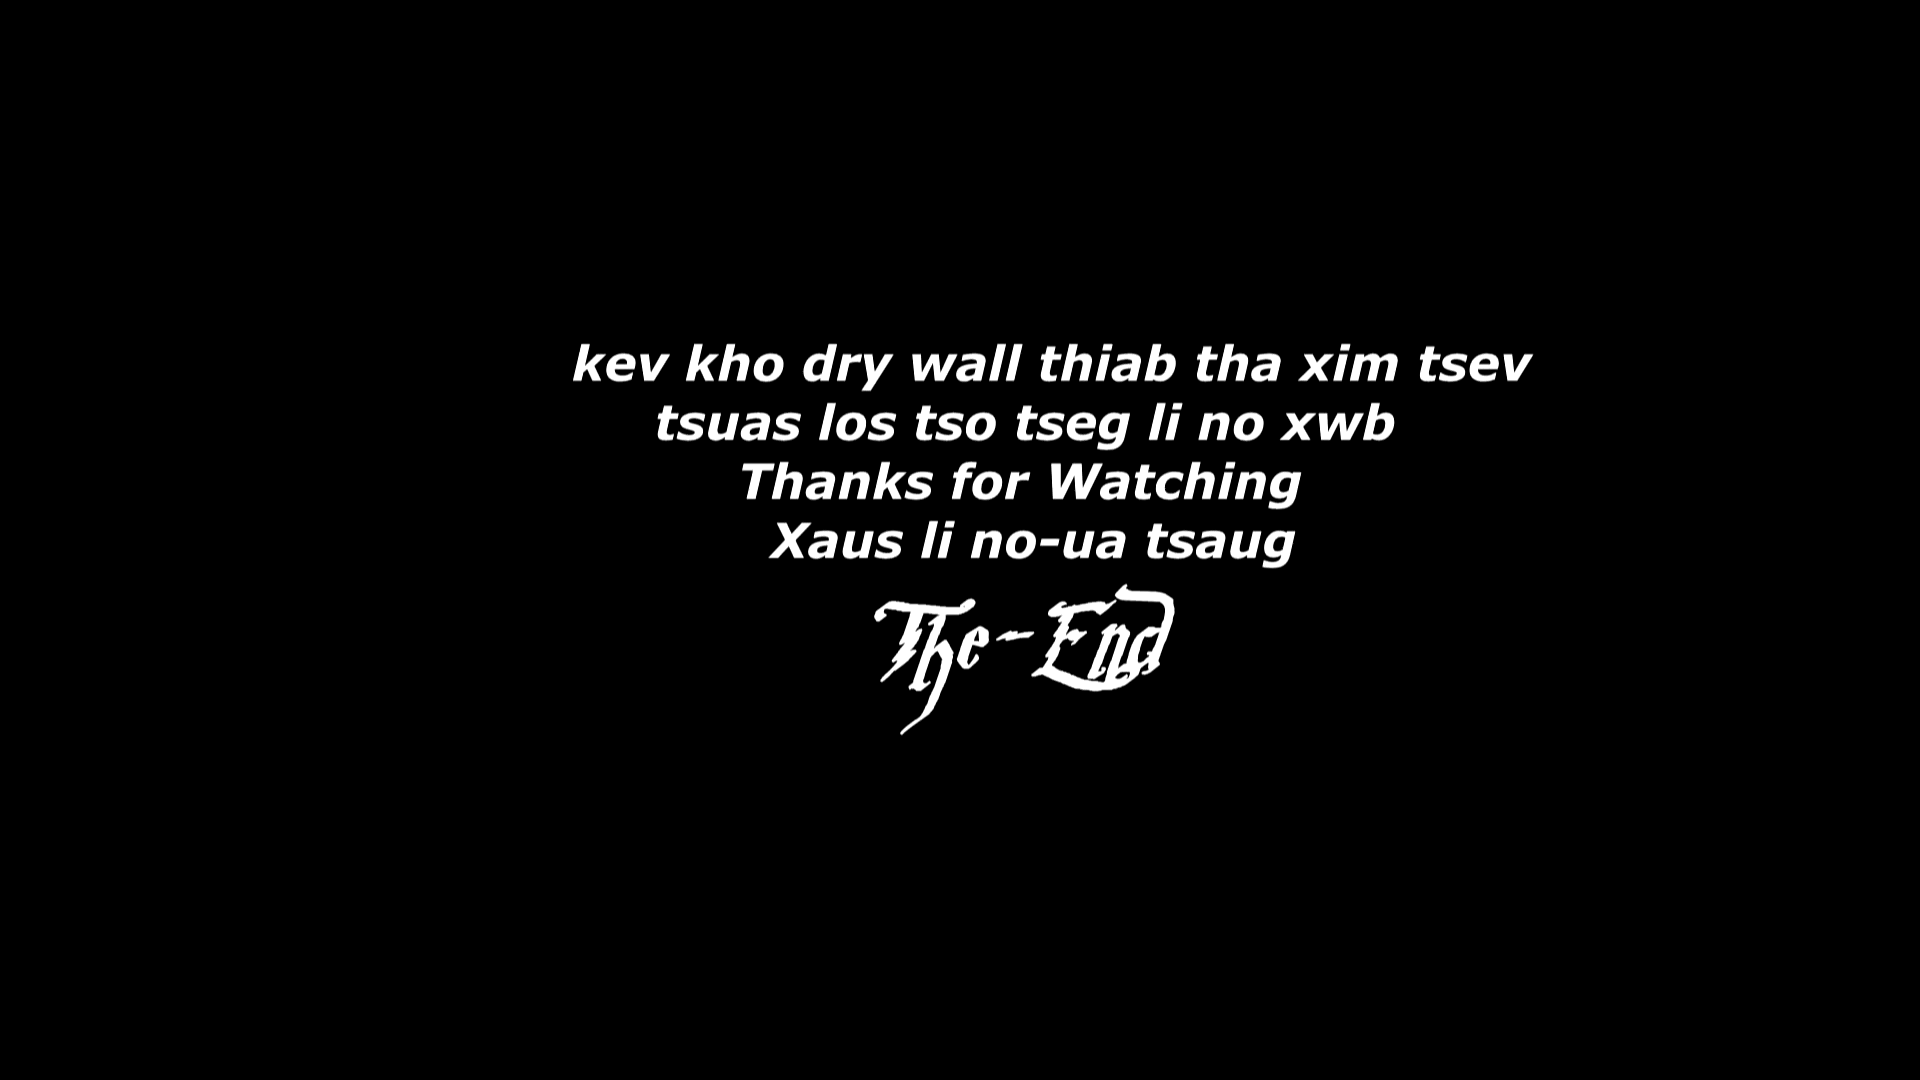 kev kho dry wall thiab tha xim tsev
tsuas los tso tseg li no xwb
Thanks for Watching
Xaus li no-ua tsaug
The-End